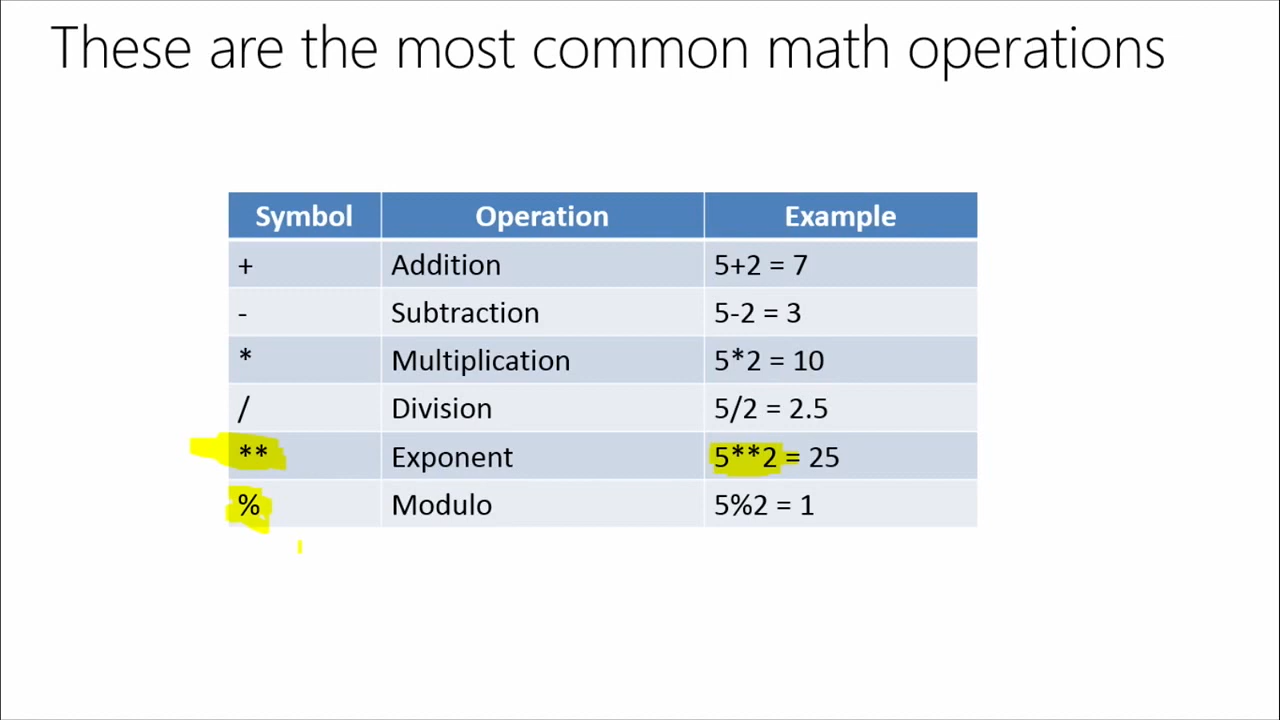 These are the most common math operations
Symbol Operation Example
+ Addition 5+2 = 7
- Subtraction 5-2 = 3
* Multiplication 5*2 = 10
/ Division 5/2 = 2.5
** Exponent 5**2 = 25
% Modulo 5%2 = 1